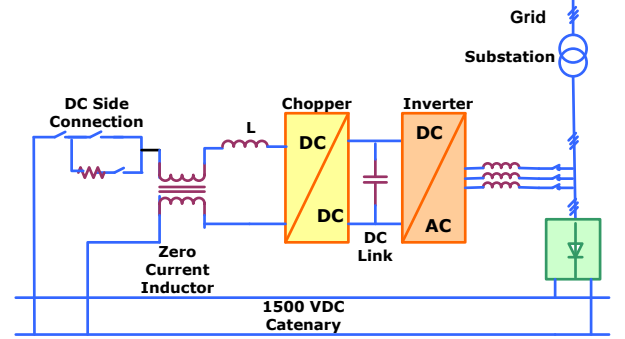 Grid
Substation
DC Side
Connection
Chopper
Inverter
L
DC
DC
DC
AC
DC
Link
Zero
Current
Inductor
1500 VDC
Catenary